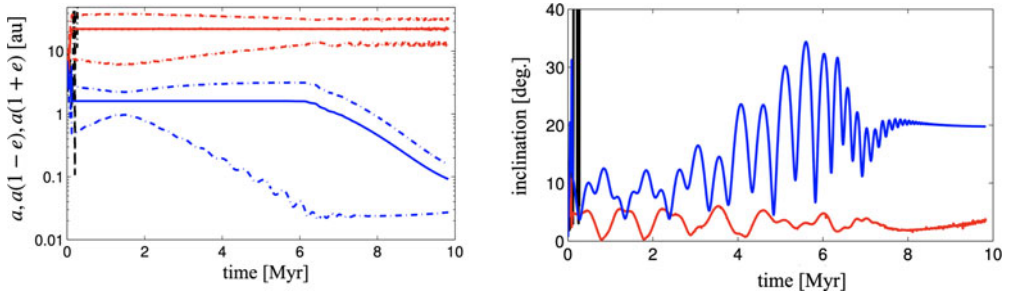 a, a(1 − e), a(1 + e) [au]
10
1
0.1
0.01
0 2 4 6 8 10
time [Myr]
inclination [deg.]
40
30
20
10
0
0 2 4 6 8 10
time [Myr]